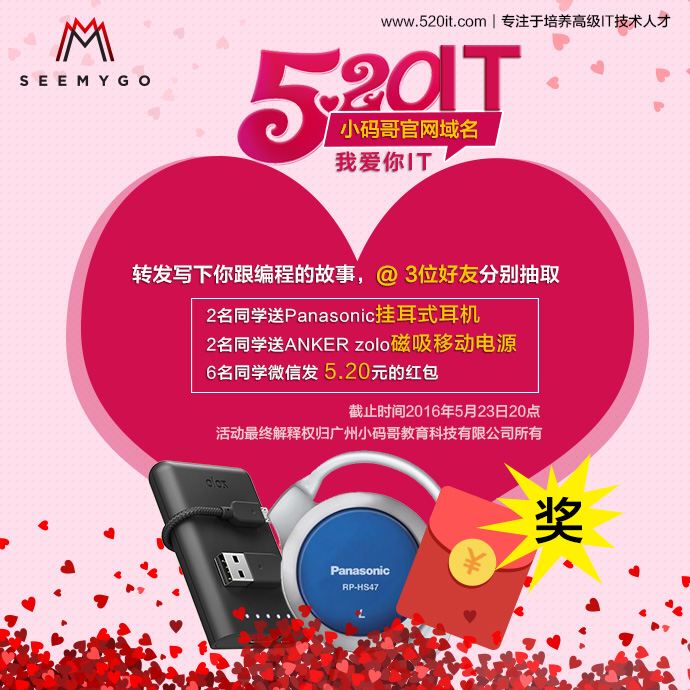 SEEMYGO
www.520it.com | 专注于培养高级IT技术人才
5·20IT
小码哥官网域名
我爱你IT
转发写下你跟编程的故事，@ 3位好友分别抽取
2名同学送Panasonic挂耳式耳机
2名同学送ANKER zolo磁吸移动电源
6名同学微信发 5.20元的红包
截止时间2016年5月23日20点
活动最终解释权归广州小码哥教育科技有限公司所有
olox
Panasonic
RP-HS47
L
¥
奖